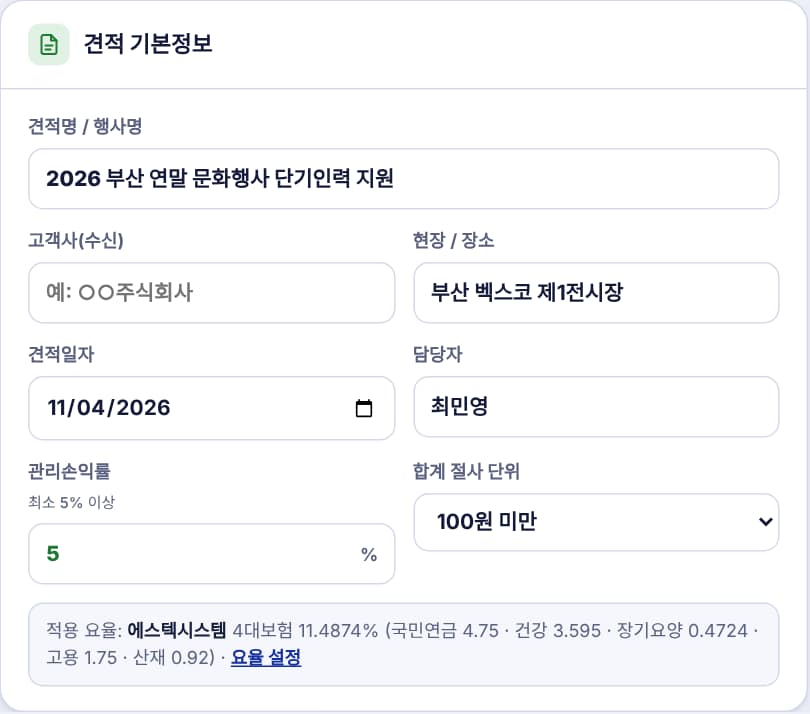 견적 기본정보
견적명 / 행사명
2026 부산 연말 문화행사 단기인력 지원
고객사(수신)
현장 / 장소
예: ○○주식회사
부산 벡스코 제1전시장
견적일자
담당자
11/04/2026
최민영
관리손익률
합계 절사 단위
최소 5% 이상
100원 미만
5
%
적용 요율: 에스텍시스템 4대보험 11.4874% (국민연금 4.75 · 건강 3.595 · 장기요양 0.4724 ·
고용 1.75 · 산재 0.92) · 요율 설정